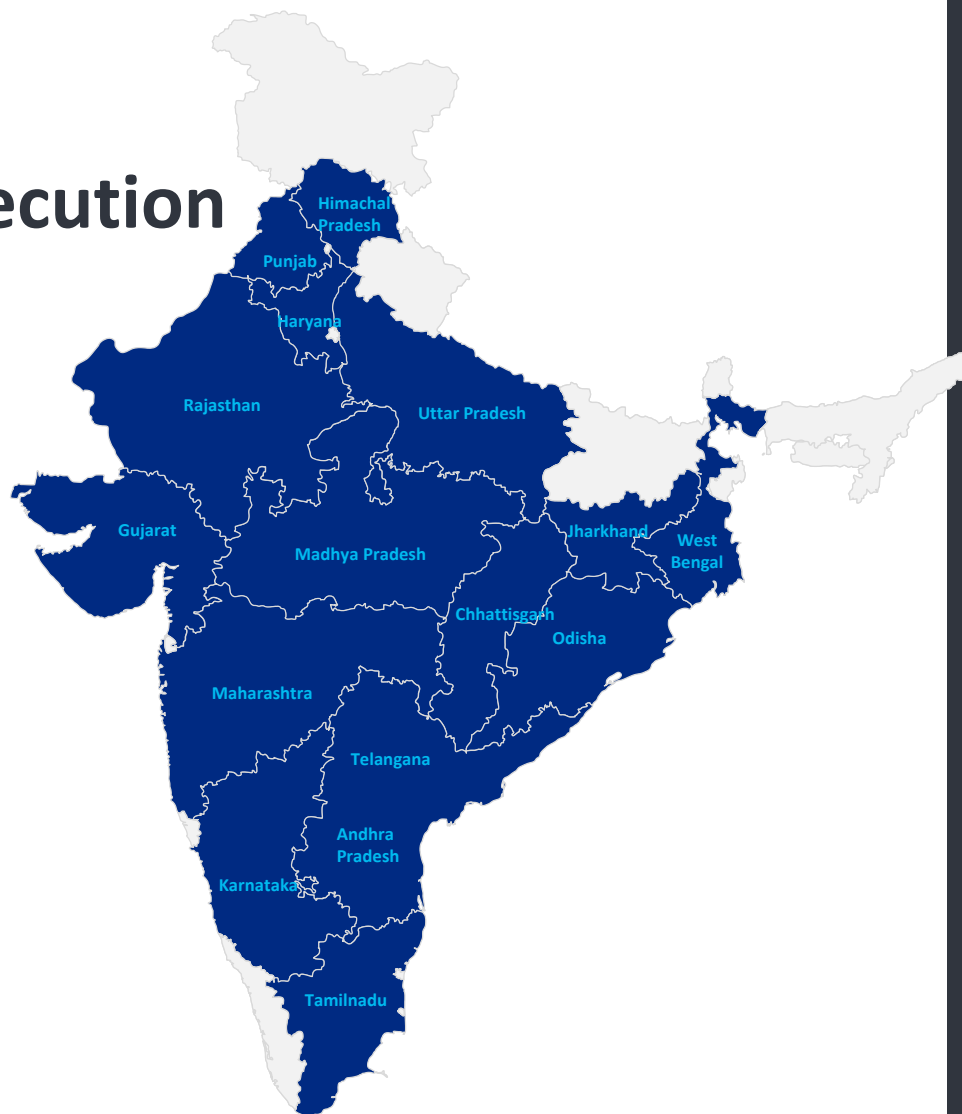 ecution
Himachal
Pradesh
Punjab
Haryana
Rajasthan
Uttar Pradesh
Gujarat
Jharkhand
Madhya Pradesh
West
Bengal
Chhattisgarh
Odisha
Maharashtra
Telangana
Andhra
Pradesh
Karnataka
Tamilnadu